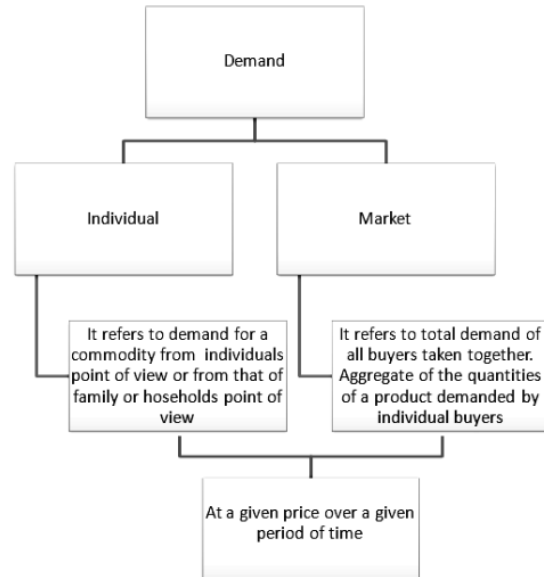 Demand
Individual
Market
It refers to demand for a
commodity from individuals
point of view or from that of
family or hoseholds point of
view
It refers to total demand of
all buyers taken together.
Aggregate of the quantities
of a product demanded by
individual buyers
At a given price over a given
period of time